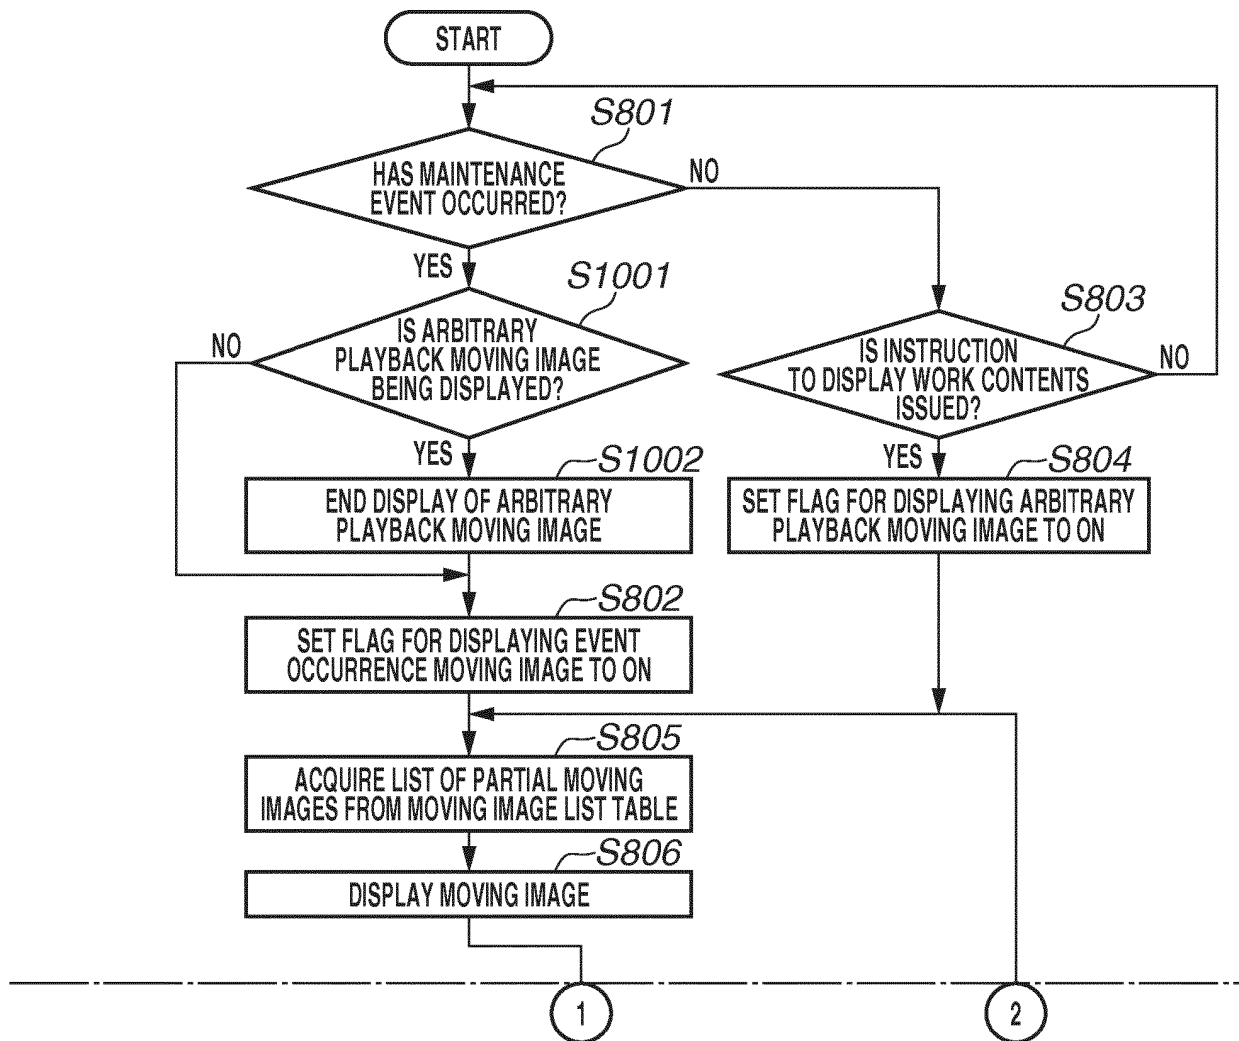 START
S801
HAS MAINTENANCE
EVENT OCCURRED?
NO
YES
S1001
IS ARBITRARY
PLAYBACK MOVING IMAGE
BEING DISPLAYED?
NO
YES
S803
IS INSTRUCTION
TO DISPLAY WORK CONTENTS
ISSUED?
NO
YES
S1002
END DISPLAY OF ARBITRARY
PLAYBACK MOVING IMAGE
S804
SET FLAG FOR DISPLAYING ARBITRARY
PLAYBACK MOVING IMAGE TO ON
S802
SET FLAG FOR DISPLAYING EVENT
OCCURRENCE MOVING IMAGE TO ON
S805
ACQUIRE LIST OF PARTIAL MOVING
IMAGES FROM MOVING IMAGE LIST TABLE
S806
DISPLAY MOVING IMAGE
1
2